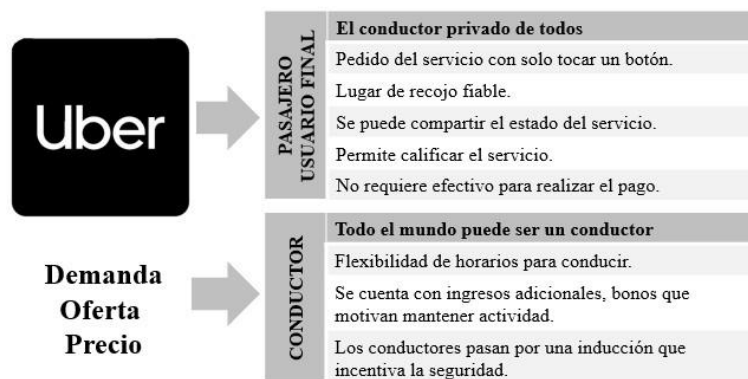 Uber
Demanda
Oferta
Precio
PASAJERO
USUARIO FINAL
El conductor privado de todos
Pedido del servicio con solo tocar un botón.
Lugar de recojo fiable.
Se puede compartir el estado del servicio.
Permite calificar el servicio.
No requiere efectivo para realizar el pago.
CONDUCTOR
Todo el mundo puede ser un conductor
Flexibilidad de horarios para conducir.
Se cuenta con ingresos adicionales, bonos que
motivan mantener actividad.
Los conductores pasan por una inducción que
incentiva la seguridad.